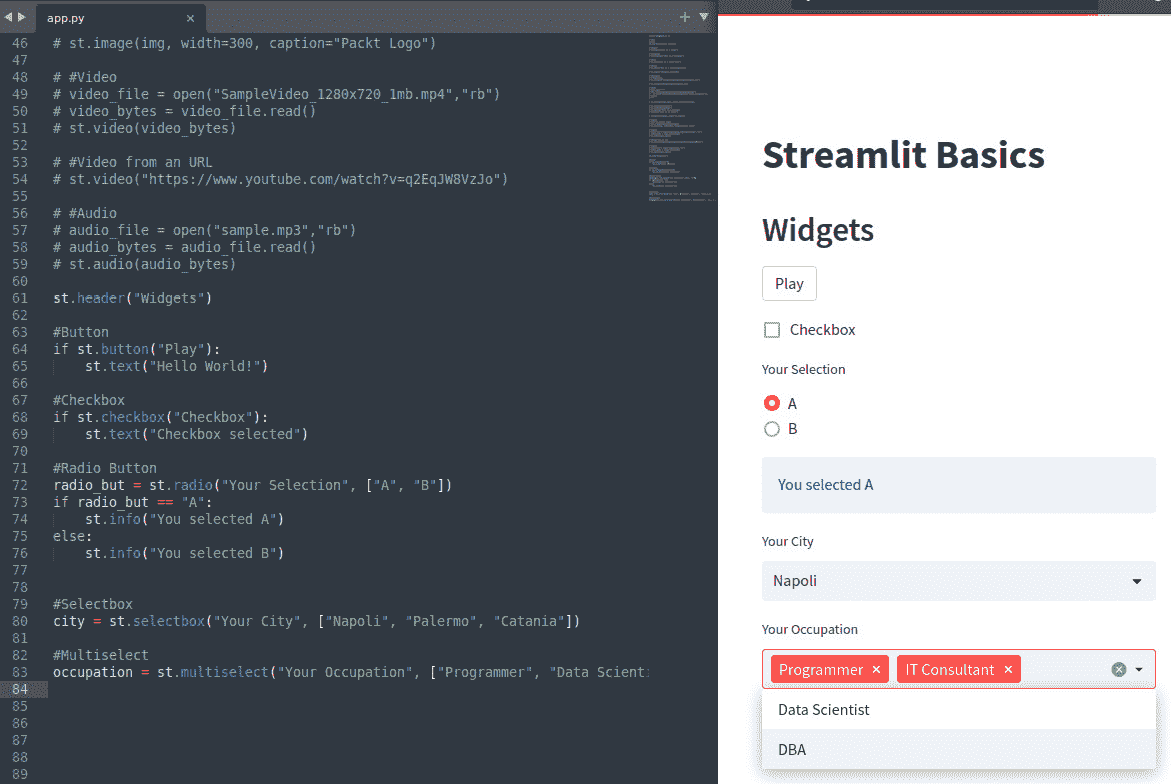 app.py
46 # st.image(img, width=300, caption="Packt Logo")
47
48 # #Video
49 # video_file = open("SampleVideo_1280x720_1mb.mp4","rb")
50 # video_bytes = video_file.read()
51 # st.video(video_bytes)
52
53 # #Video from an URL
54 # st.video("https://www.youtube.com/watch?v=q2EqJW8VzJo")
55
56 # #Audio
57 # audio_file = open("sample.mp3","rb")
58 # audio_bytes = audio_file.read()
59 # st.audio(audio_bytes)
60
61 st.header("Widgets")
62
63 #Button
64 if st.button("Play"):
65 st.text("Hello World!")
66
67 #Checkbox
68 if st.checkbox("Checkbox"):
69 st.text("Checkbox selected")
70
71 #Radio Button
72 radio_but = st.radio("Your Selection", ["A", "B"])
73 if radio_but == "A":
74 st.info("You selected A")
75 else:
76 st.info("You selected B")
77
78
79 #Selectbox
80 city = st.selectbox("Your City", ["Napoli", "Palermo", "Catania"])
81
82 #Multiselect
83 occupation = st.multiselect("Your Occupation", ["Programmer", "Data Scienti
84
85
86
87
88
89
Streamlit Basics
Widgets
Play
Checkbox
Your Selection
A
B
You selected A
Your City
Napoli
Your Occupation
Programmer × IT Consultant ×
Data Scientist
DBA